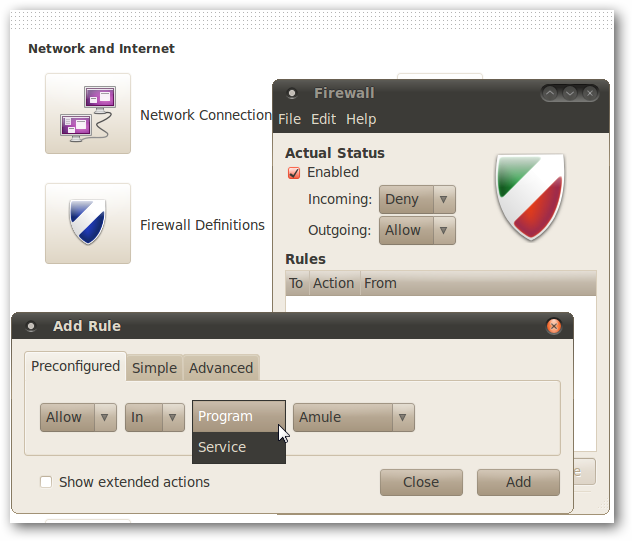 Network and Internet
Network Connection
Firewall Definitions
Firewall
File Edit Help
Actual Status
Enabled
Incoming: Deny
Outgoing: Allow
Rules
To Action From
Add Rule
Preconfigured Simple Advanced
Allow In Program Amule
Service
Show extended actions
Close Add